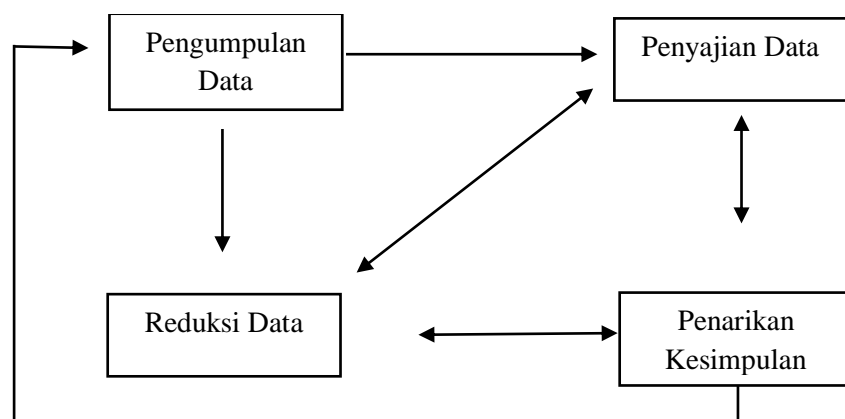 Pengumpulan
Data
Penyajian Data
Reduksi Data
Penarikan
Kesimpulan